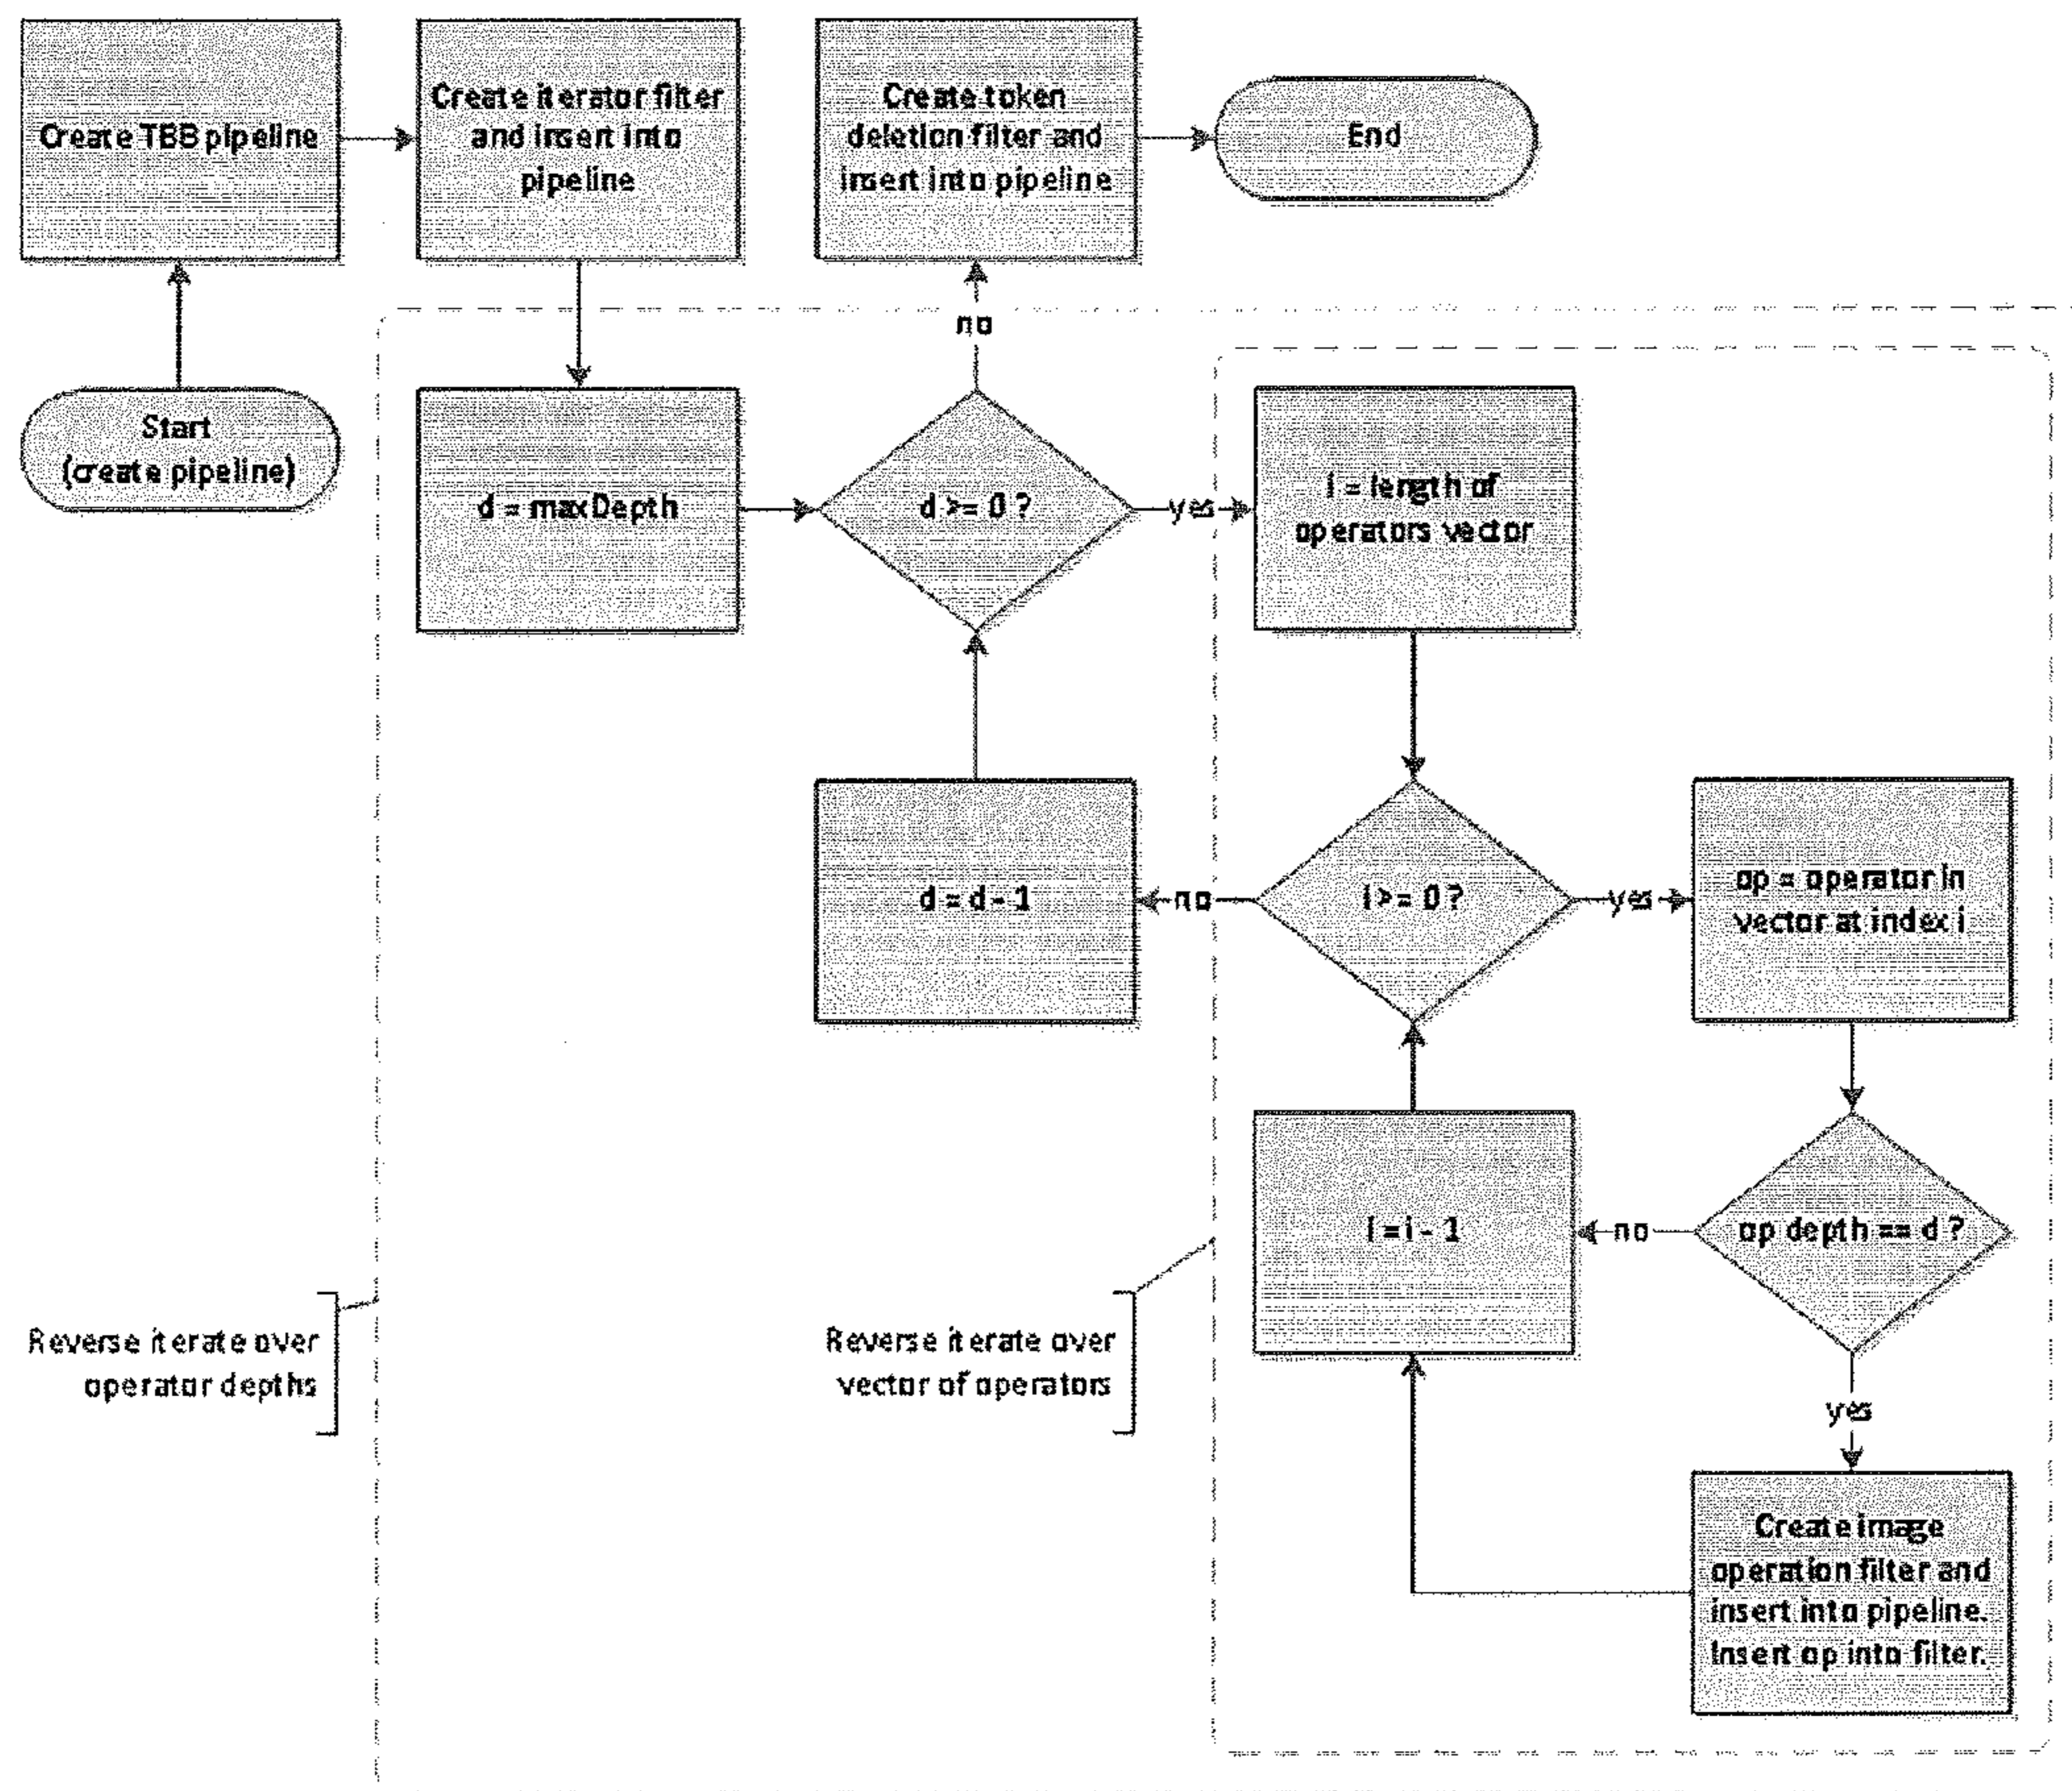 Create TBB pipeline
Create iterator filter
and insert into
pipeline
Create token
deletion filter and
insert into pipeline
End
no
Start
(create pipeline)
d = maxDepth
d >= 0 ?
yes
i = length of
operators vector
d = d - 1
no
i >= 0 ?
yes
op = operator in
vector at index i
i = i - 1
no
op depth == d ?
Reverse iterate over
operator depths
Reverse iterate over
vector of operators
yes
Create image
operation filter and
insert into pipeline.
Insert op into filter.